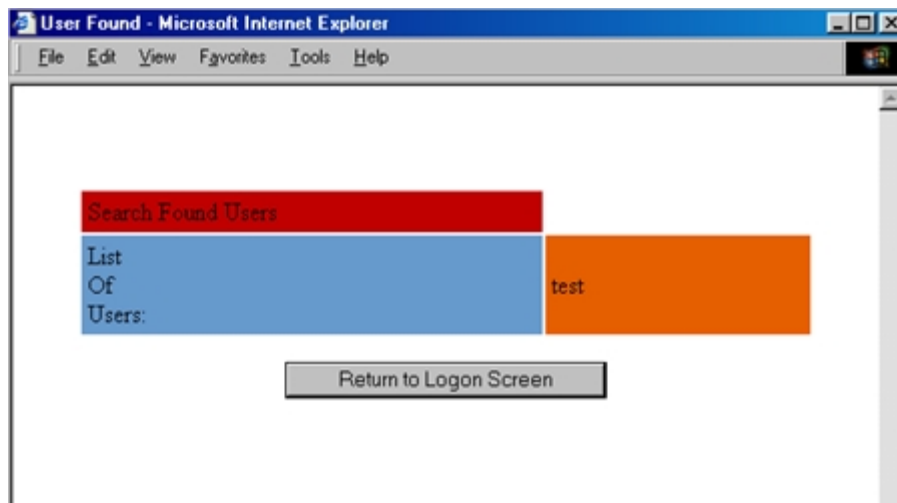 User Found - Microsoft Internet Explorer
File Edit View Favorites Tools Help
Search Found Users
List
Of
Users:
test
Return to Logon Screen